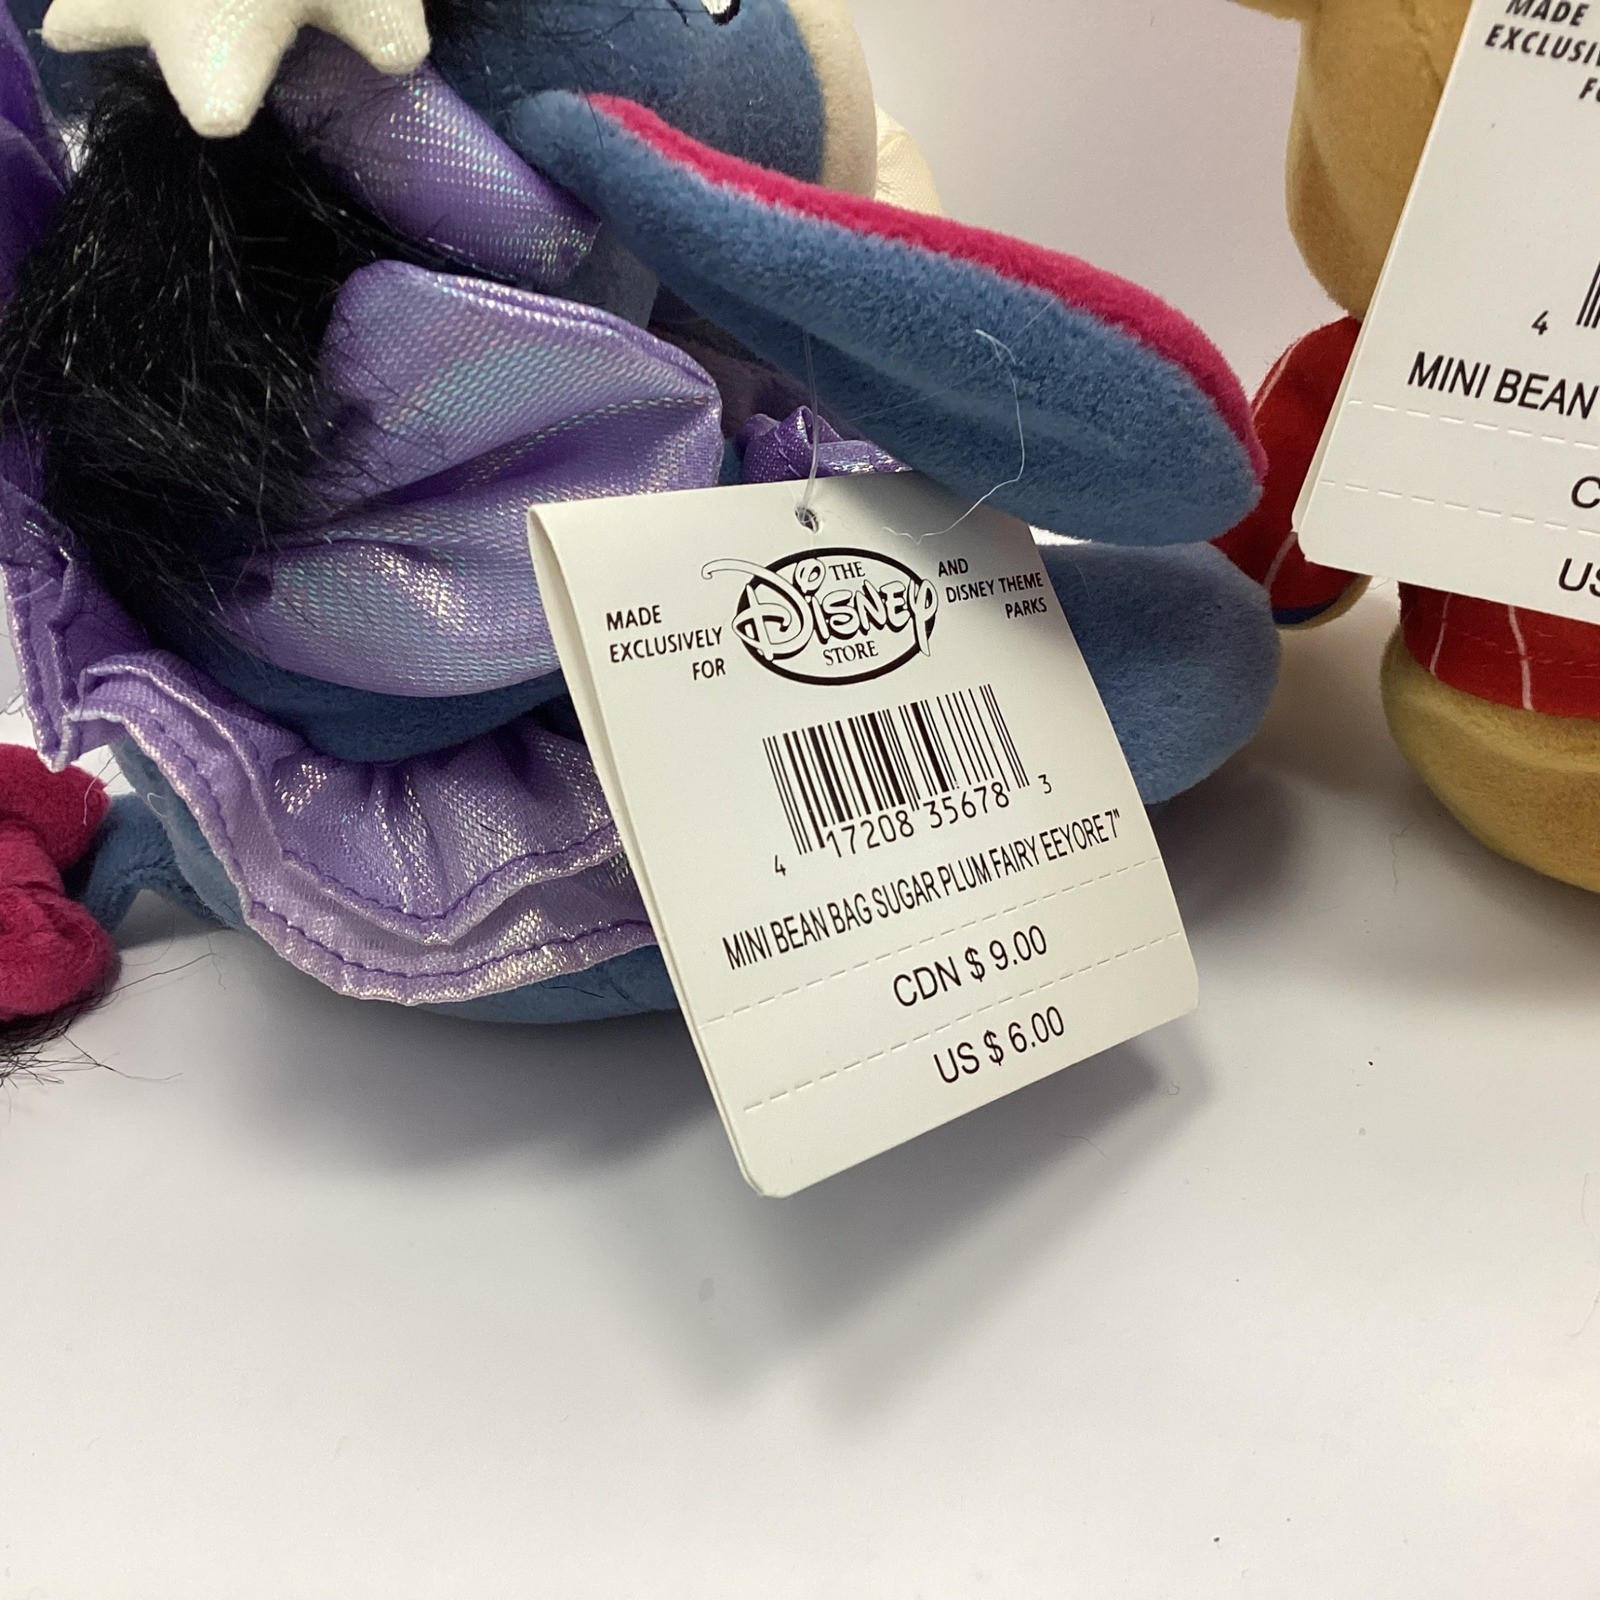 MADE
EXCLUSIVELY
FOR
THE
Disney
STORE
AND
DISNEY THEME
PARKS
4 17208 35678 3
MINI BEAN BAG SUGAR PLUM FAIRY EEYORE 7"
CDN $ 9.00
US $ 6.00
MADE
4
MINI BEAN
US